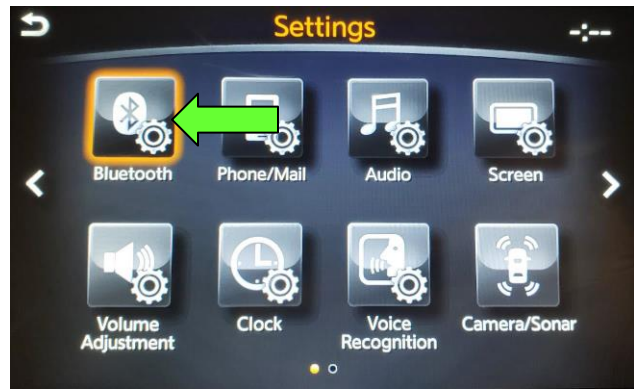 Settings
-:--
Bluetooth
Phone/Mail
Audio
Screen
Volume
Adjustment
Clock
Voice
Recognition
Camera/Sonar